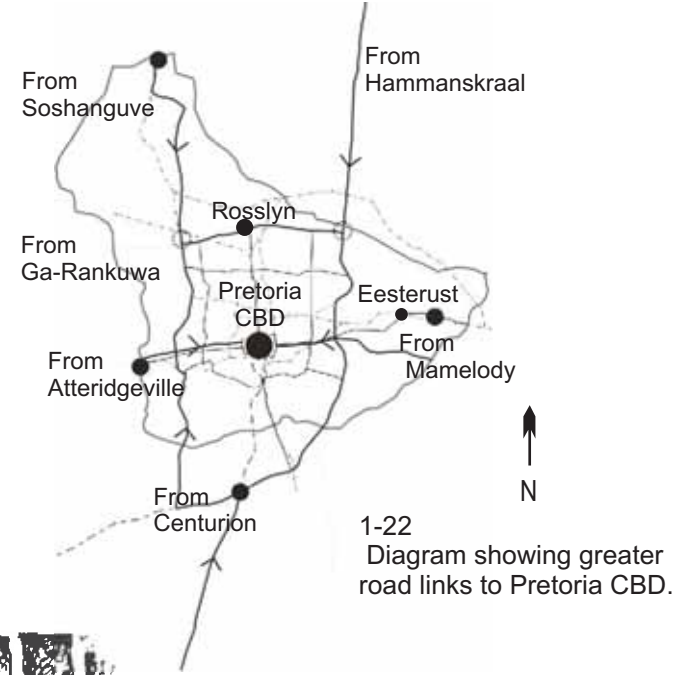 From
Hammanskraal
From
Soshanguve
Rosslyn
From
Ga-Rankuwa
Pretoria
CBD
Eesterust
From
Mamelody
From
Atteridgeville
N
From
Centurion
1-22
Diagram showing greater
road links to Pretoria CBD.